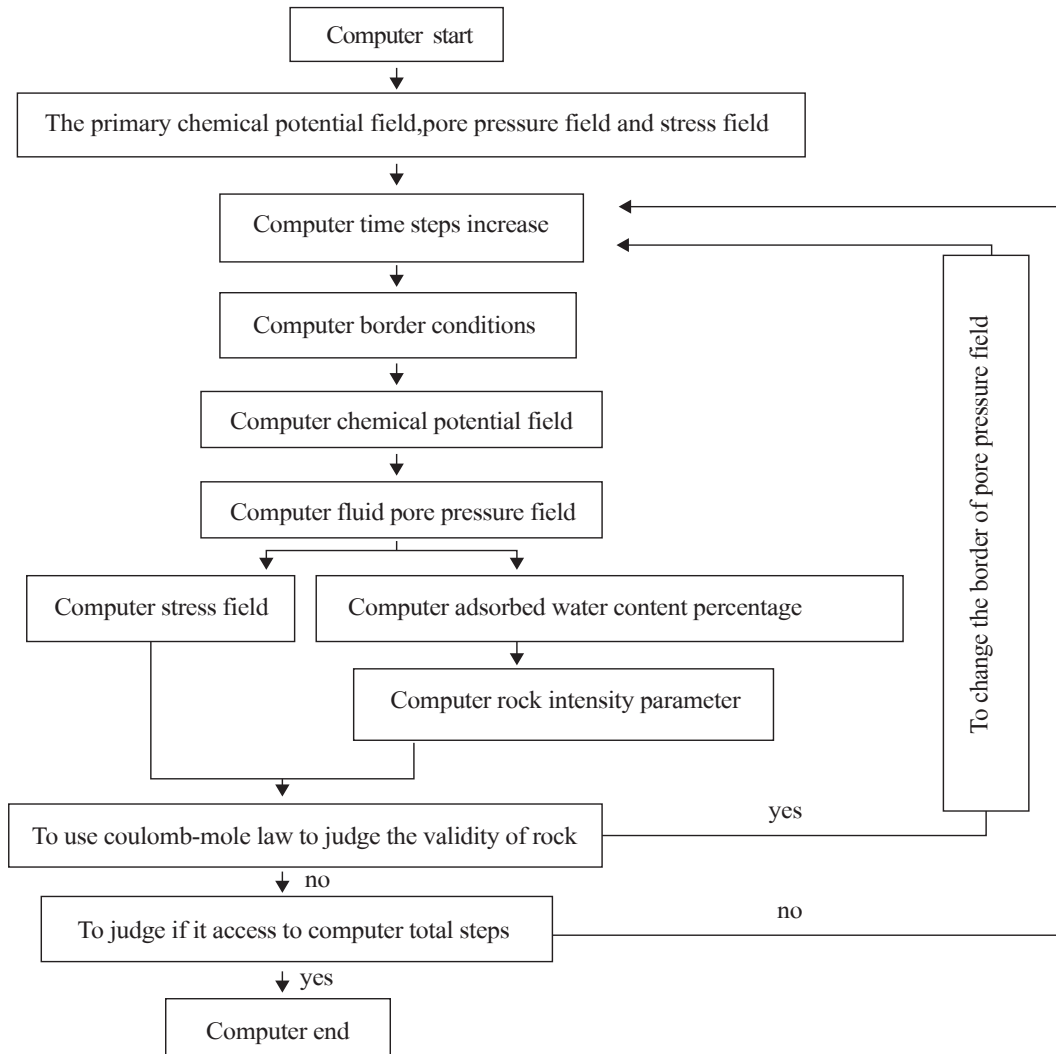 Computer start
The primary chemical potential field,pore pressure field and stress field
Computer time steps increase
Computer border conditions
Computer chemical potential field
Computer fluid pore pressure field
Computer stress field
Computer adsorbed water content percentage
Computer rock intensity parameter
To change the border of pore pressure field
To use coulomb-mole law to judge the validity of rock
yes
no
To judge if it access to computer total steps
no
yes
Computer end